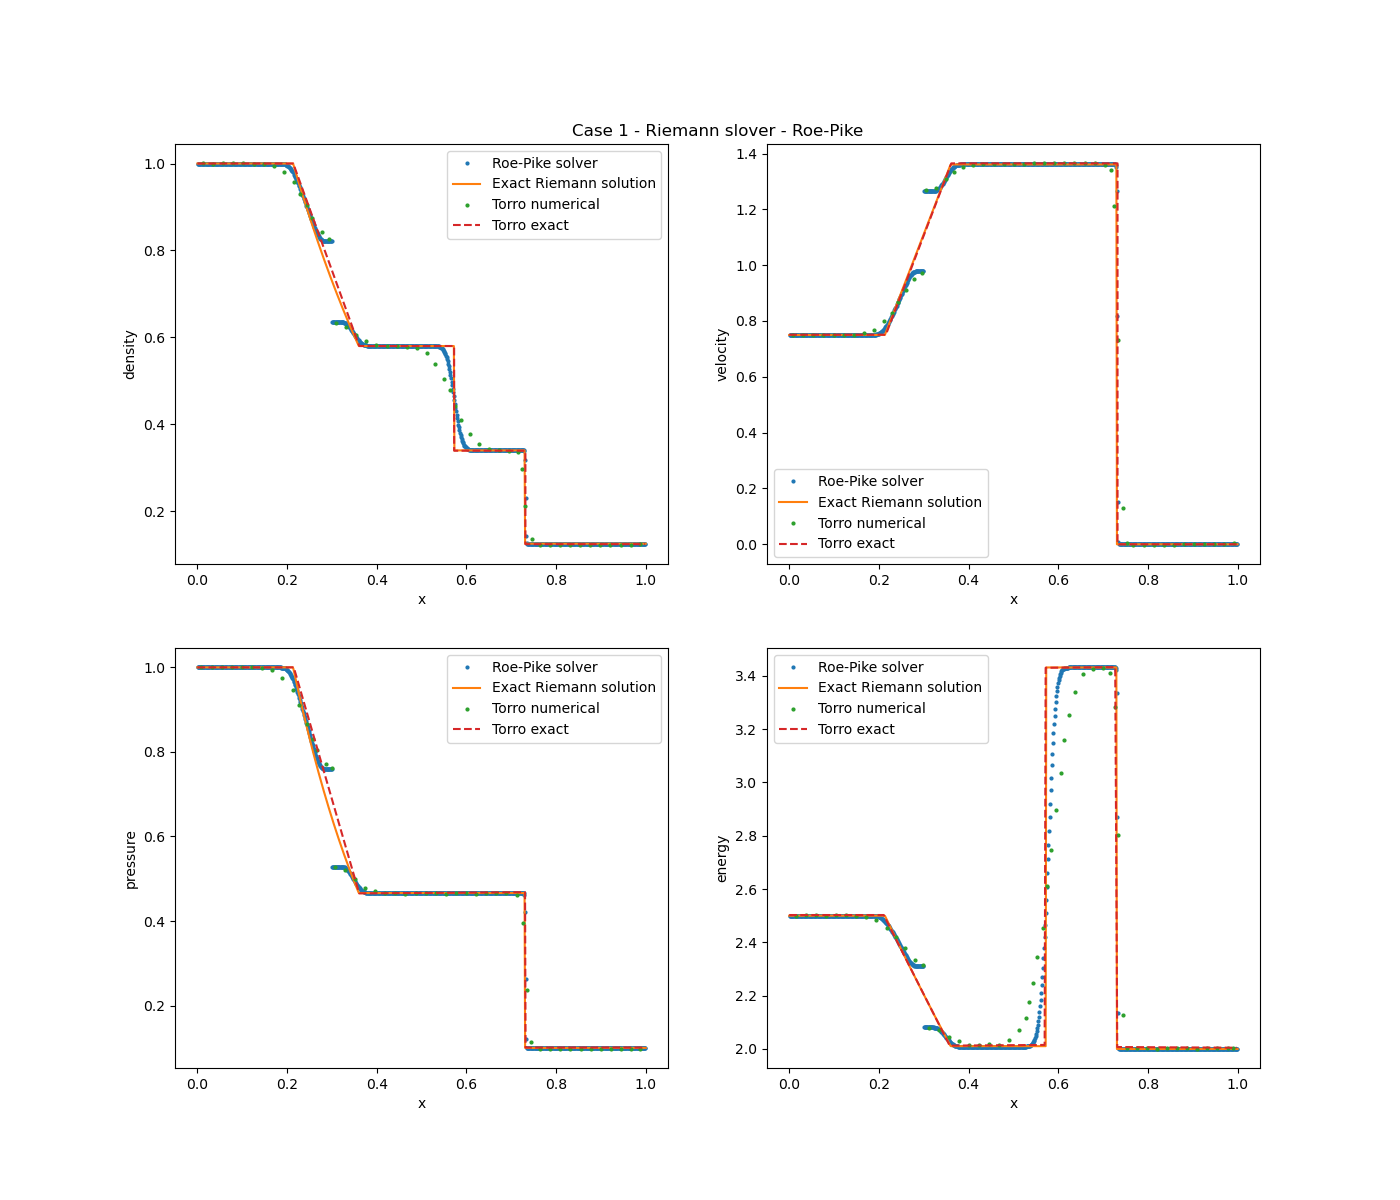 Case 1 - Riemann slover - Roe-Pike
1.0
0.8
0.6
0.4
0.2
density
0.0 0.2 0.4 0.6 0.8 1.0
x
Roe-Pike solver
Exact Riemann solution
Torro numerical
Torro exact
1.4
1.2
1.0
0.8
0.6
0.4
0.2
0.0
velocity
0.0 0.2 0.4 0.6 0.8 1.0
x
Roe-Pike solver
Exact Riemann solution
Torro numerical
Torro exact
1.0
0.8
0.6
0.4
0.2
pressure
0.0 0.2 0.4 0.6 0.8 1.0
x
Roe-Pike solver
Exact Riemann solution
Torro numerical
Torro exact
3.4
3.2
3.0
2.8
2.6
2.4
2.2
2.0
energy
0.0 0.2 0.4 0.6 0.8 1.0
x
Roe-Pike solver
Exact Riemann solution
Torro numerical
Torro exact